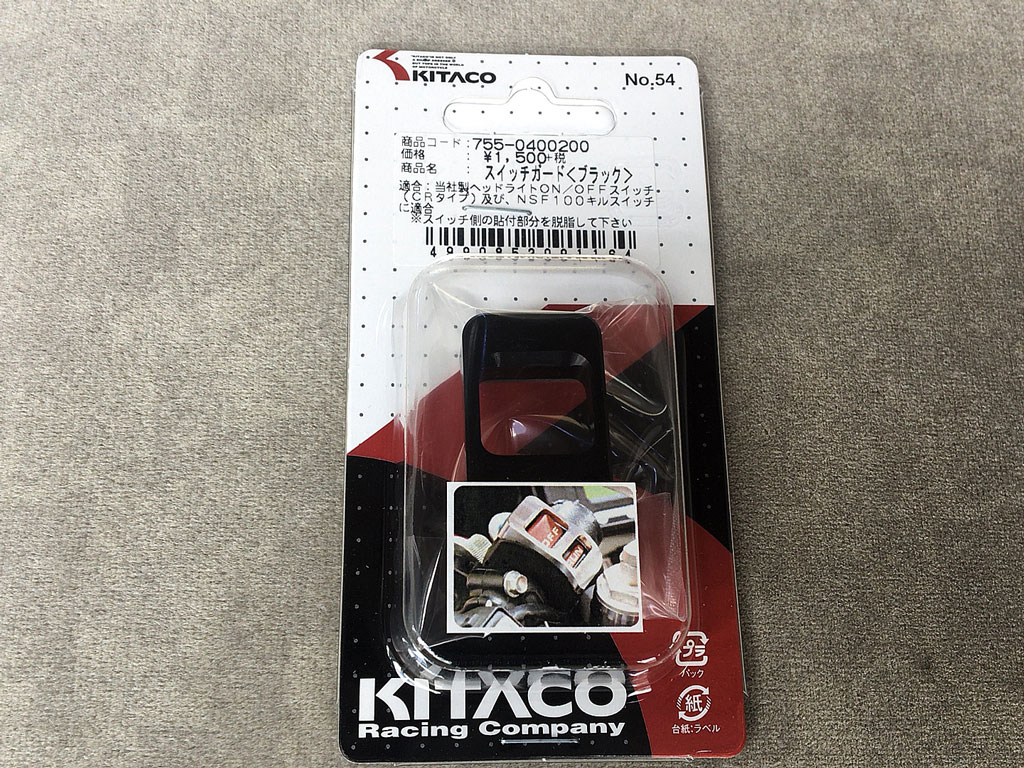 KITACO
No.54
商品コード:755-0400200
価格 : ¥1,500+税
商品名 : スイッチガード<ブラック>
適合:当社製ヘッドライトON/OFFスイッチ
(CRタイプ)及び、NSF100キルスイッチ
に適合
※スイッチ側の貼付部分を脱脂して下さい
OFF
プラ
パック
紙
台紙:ラベル
KITACO
Racing Company